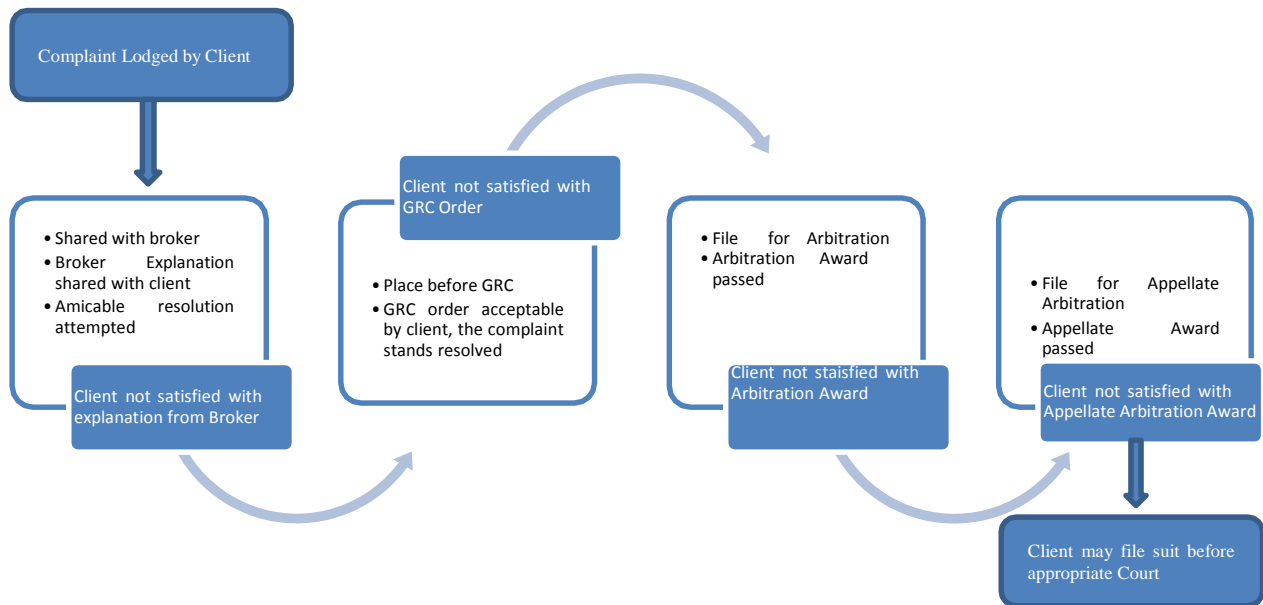 Complaint Lodged by Client
• Shared with broker
• Broker Explanation
shared with client
• Amicable resolution
attempted
Client not satisfied with
explanation from Broker
Client not satisfied with
GRC Order
• Place before GRC
• GRC order acceptable
by client, the complaint
stands resolved
• File for Arbitration
• Arbitration Award
passed
Client not staisfied with
Arbitration Award
• File for Appellate
Arbitration
• Appellate Award
passed
Client not satisfied with
Appellate Arbitration Award
Client may file suit before
appropriate Court